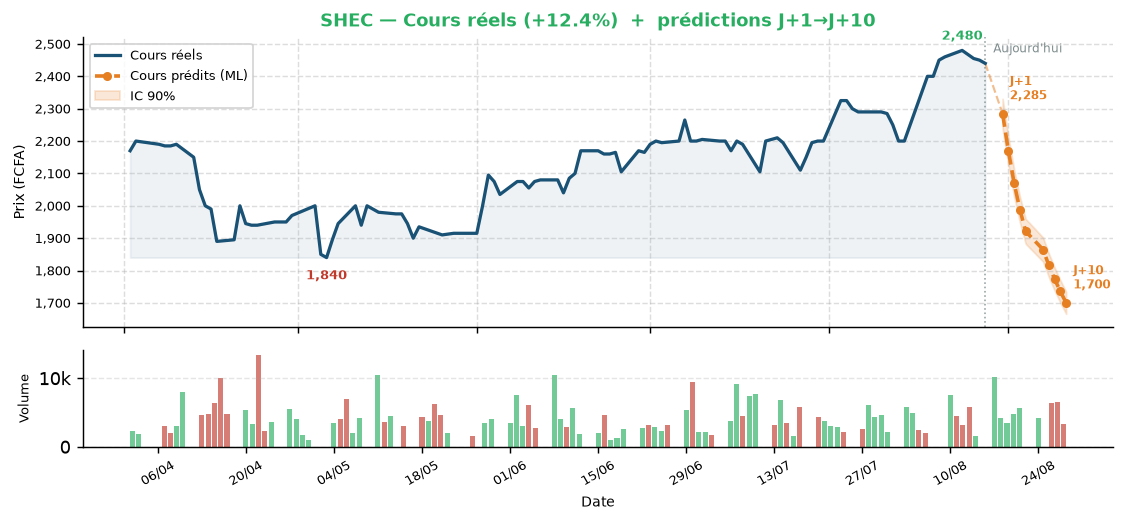 SHEC — Cours réels (+12.4%)  +  prédictions J+1→J+10
Prix (FCFA)
2,500
2,400
2,300
2,200
2,100
2,000
1,900
1,800
1,700
Cours réels
Cours prédits (ML)
IC 90%
1,840
2,480
Aujourd'hui
J+1
2,285
J+10
1,700
Volume
10k
0
06/04
20/04
04/05
18/05
01/06
15/06
29/06
13/07
27/07
10/08
24/08
Date